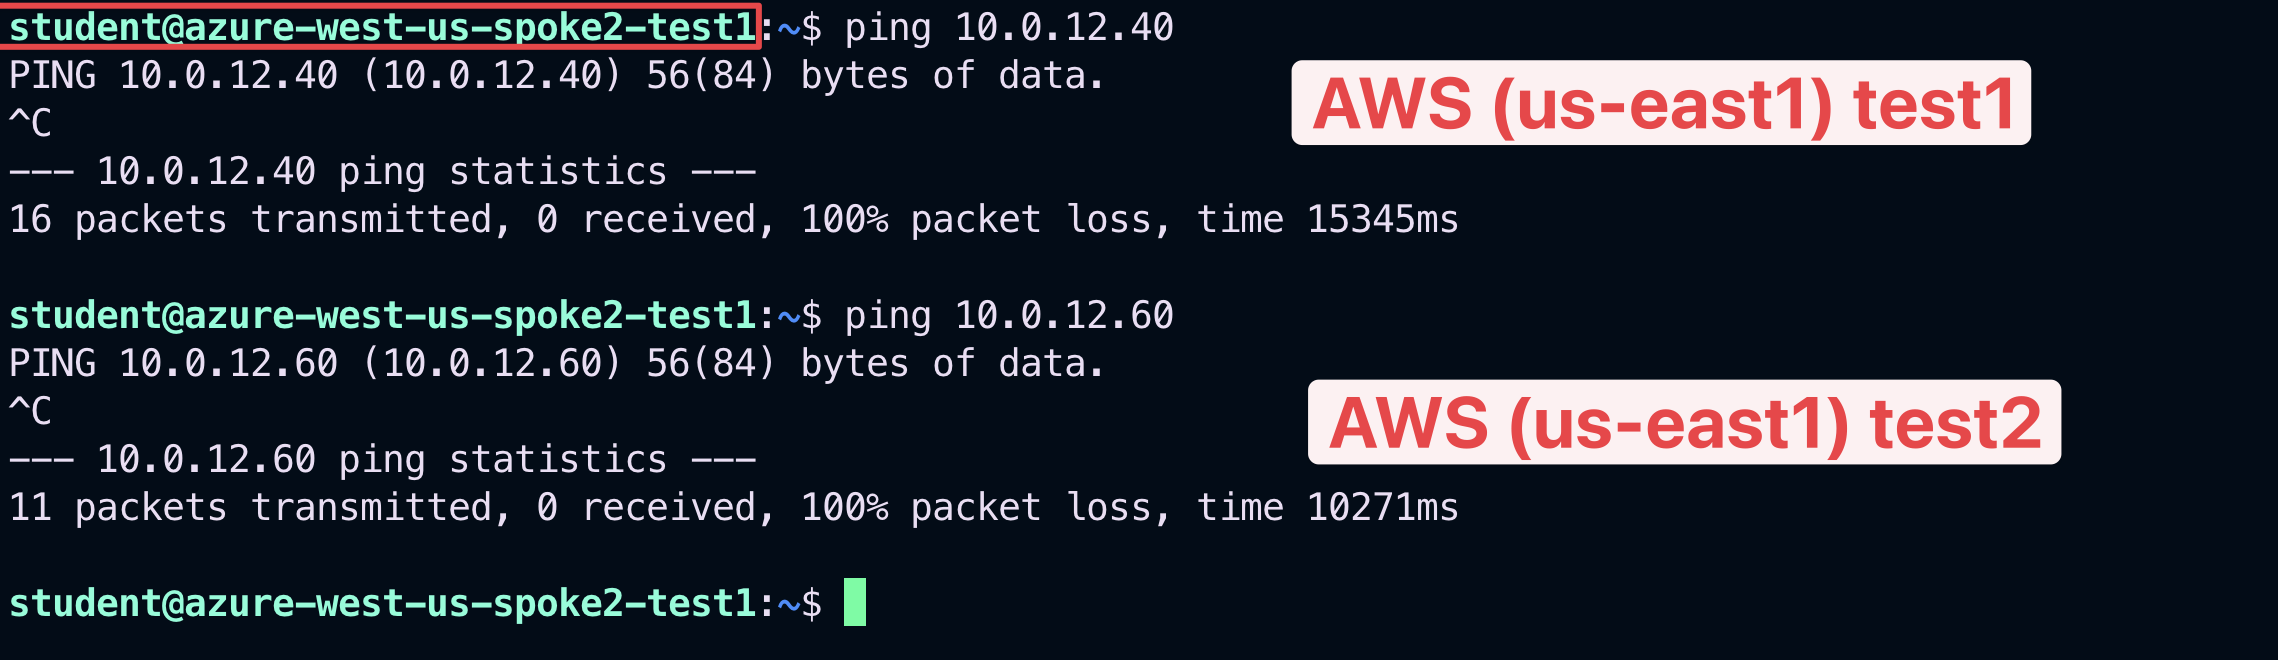 student@azure-west-us-spoke2-test1:~$ ping 10.0.12.40
PING 10.0.12.40 (10.0.12.40) 56(84) bytes of data.
AWS (us-east1) test1
^C
--- 10.0.12.40 ping statistics ---
16 packets transmitted, 0 received, 100% packet loss, time 15345ms
student@azure-west-us-spoke2-test1:~$ ping 10.0.12.60
PING 10.0.12.60 (10.0.12.60) 56(84) bytes of data.
^C
AWS (us-east1) test2
--- 10.0.12.60 ping statistics ---
11 packets transmitted, 0 received, 100% packet loss, time 10271ms
student@azure-west-us-spoke2-test1:~$